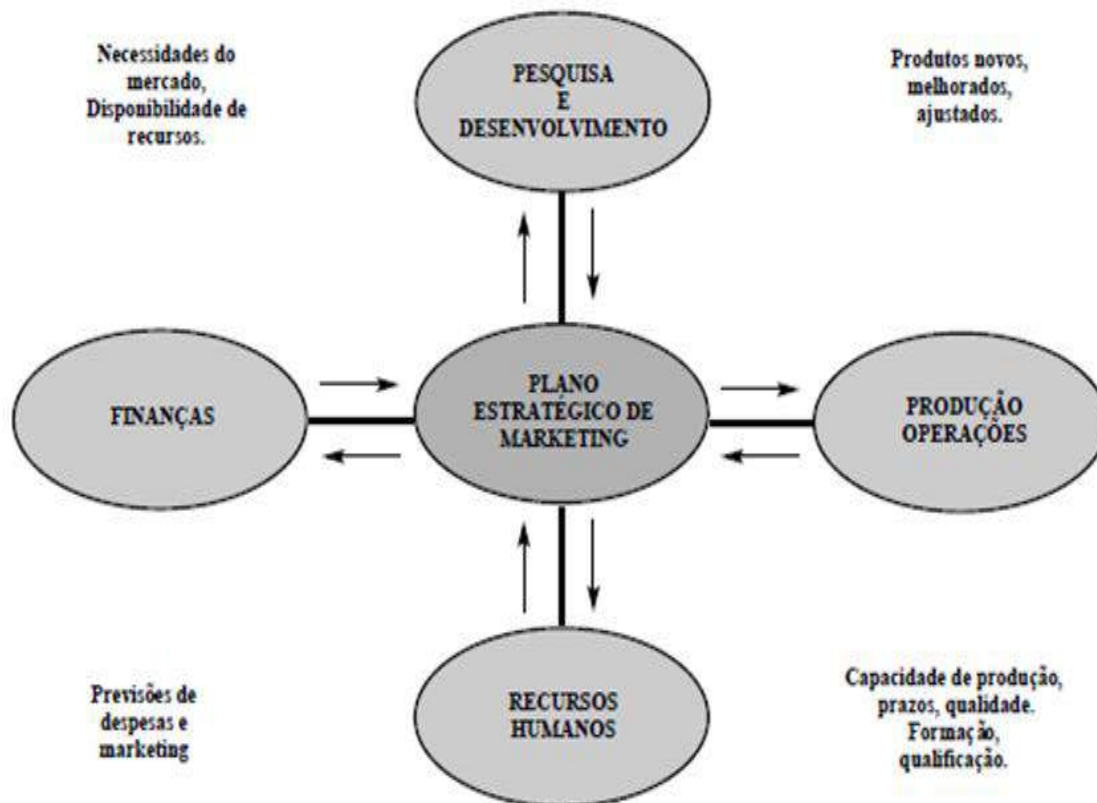 Necessidades do
mercado,
Disponibilidade de
recursos.
PESQUISA
E
DESENVOLVIMENTO
Produtos novos,
melhorados,
ajustados.
FINANÇAS
PLANO
ESTRATÉGICO DE
MARKETING
PRODUÇÃO
OPERAÇÕES
Previsões de
despesas e
marketing
RECURSOS
HUMANOS
Capacidade de produção,
prazos, qualidade.
Formação,
qualificação.